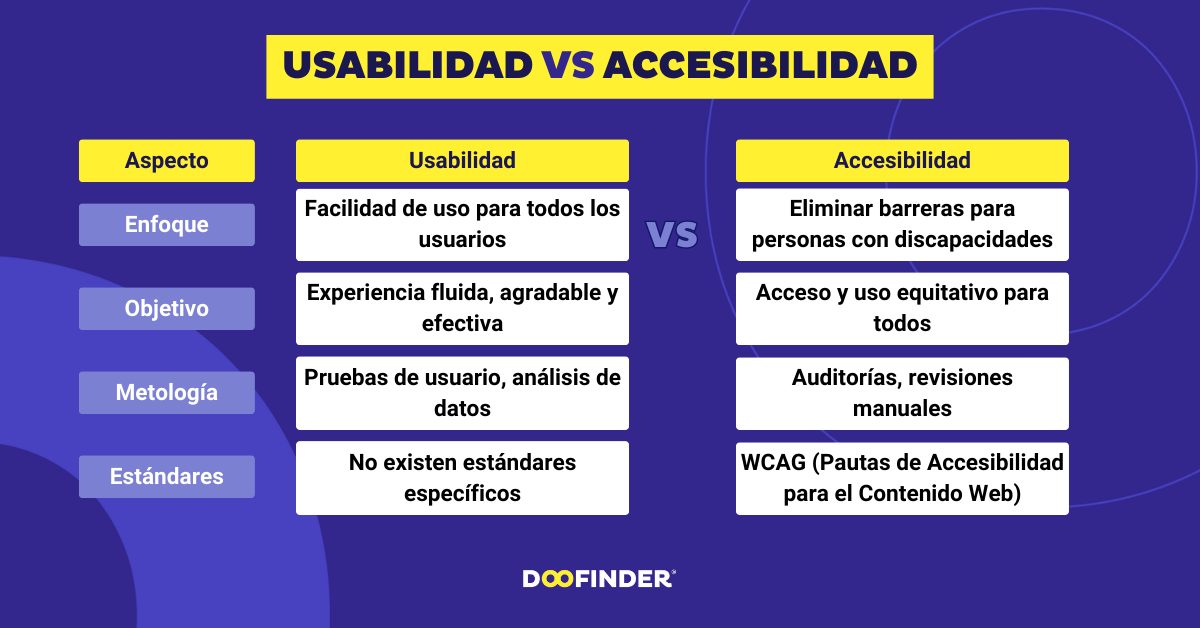 USABILIDAD VS ACCESIBILIDAD
Aspecto
Usabilidad
Accesibilidad
Enfoque
Facilidad de uso para todos los
usuarios
VS
Eliminar barreras para
personas con discapacidades
Objetivo
Experiencia fluida, agradable y
efectiva
Acceso y uso equitativo para
todos
Metología
Pruebas de usuario, análisis de
datos
Auditorías, revisiones
manuales
Estándares
No existen estándares
específicos
WCAG (Pautas de Accesibilidad
para el Contenido Web)
DOOFINDER®